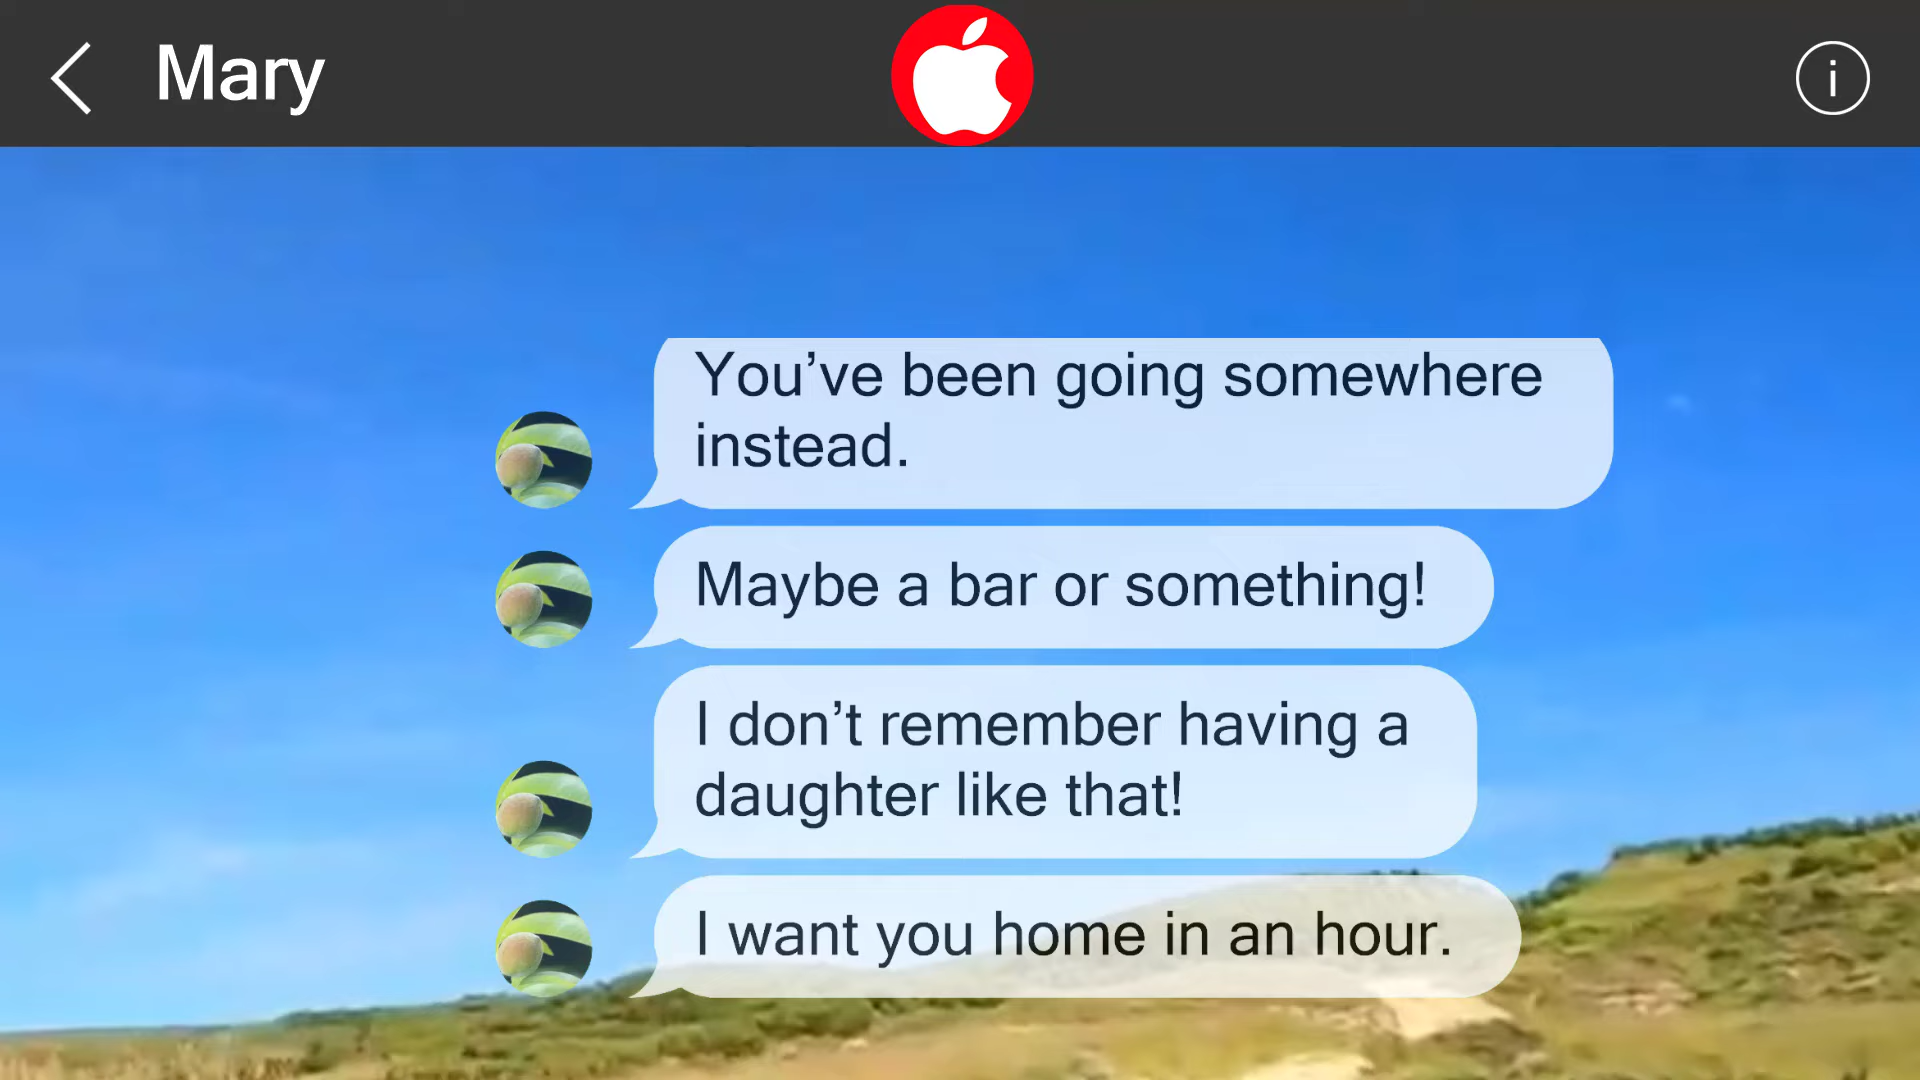 Mary
You’ve been going somewhere
instead.
Maybe a bar or something!
I don’t remember having a
daughter like that!
I want you home in an hour.